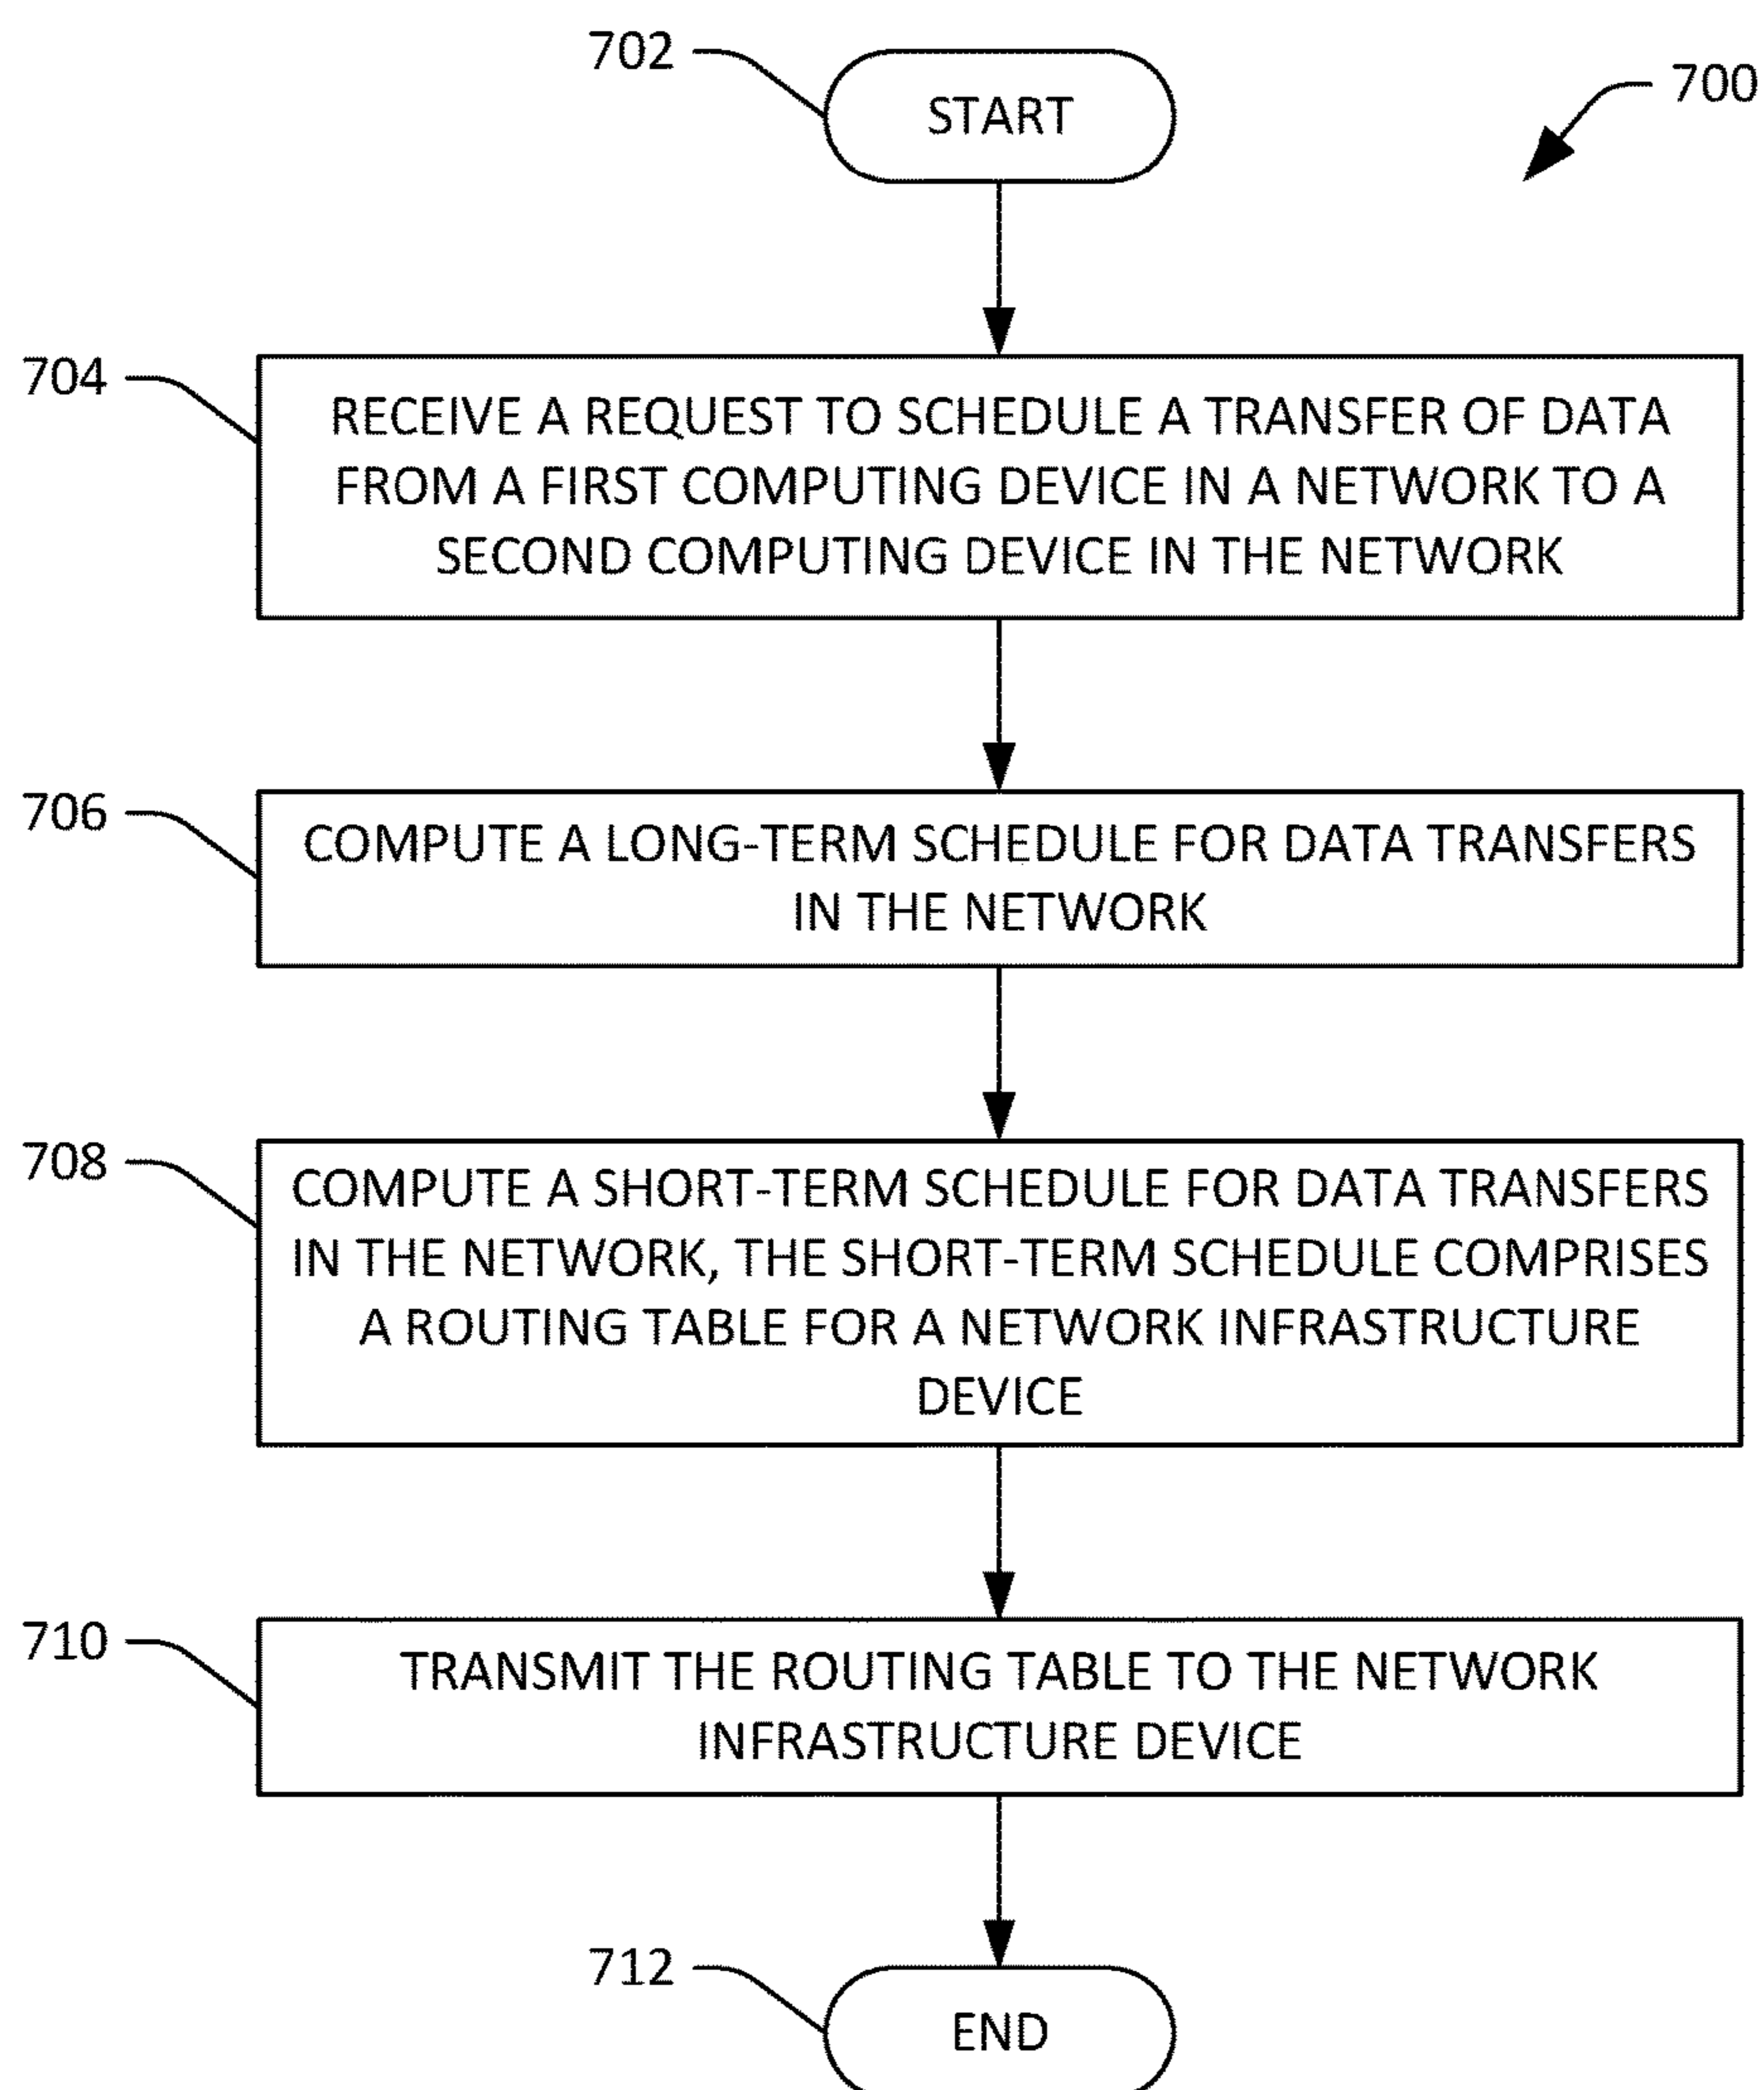 702
START
700
704
RECEIVE A REQUEST TO SCHEDULE A TRANSFER OF DATA
FROM A FIRST COMPUTING DEVICE IN A NETWORK TO A
SECOND COMPUTING DEVICE IN THE NETWORK
706
COMPUTE A LONG-TERM SCHEDULE FOR DATA TRANSFERS
IN THE NETWORK
708
COMPUTE A SHORT-TERM SCHEDULE FOR DATA TRANSFERS
IN THE NETWORK, THE SHORT-TERM SCHEDULE COMPRISES
A ROUTING TABLE FOR A NETWORK INFRASTRUCTURE
DEVICE
710
TRANSMIT THE ROUTING TABLE TO THE NETWORK
INFRASTRUCTURE DEVICE
712
END